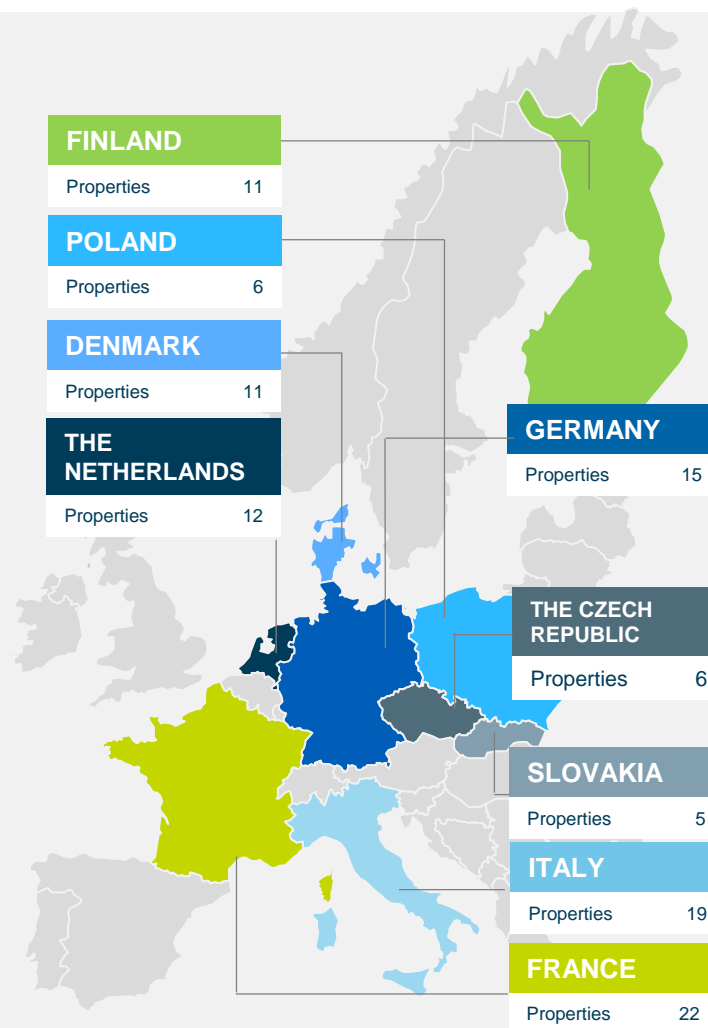 FINLAND
Properties 11
POLAND
Properties 6
DENMARK
Properties 11
THE
NETHERLANDS
Properties 12
GERMANY
Properties 15
THE CZECH
REPUBLIC
Properties 6
SLOVAKIA
Properties 5
ITALY
Properties 19
FRANCE
Properties 22